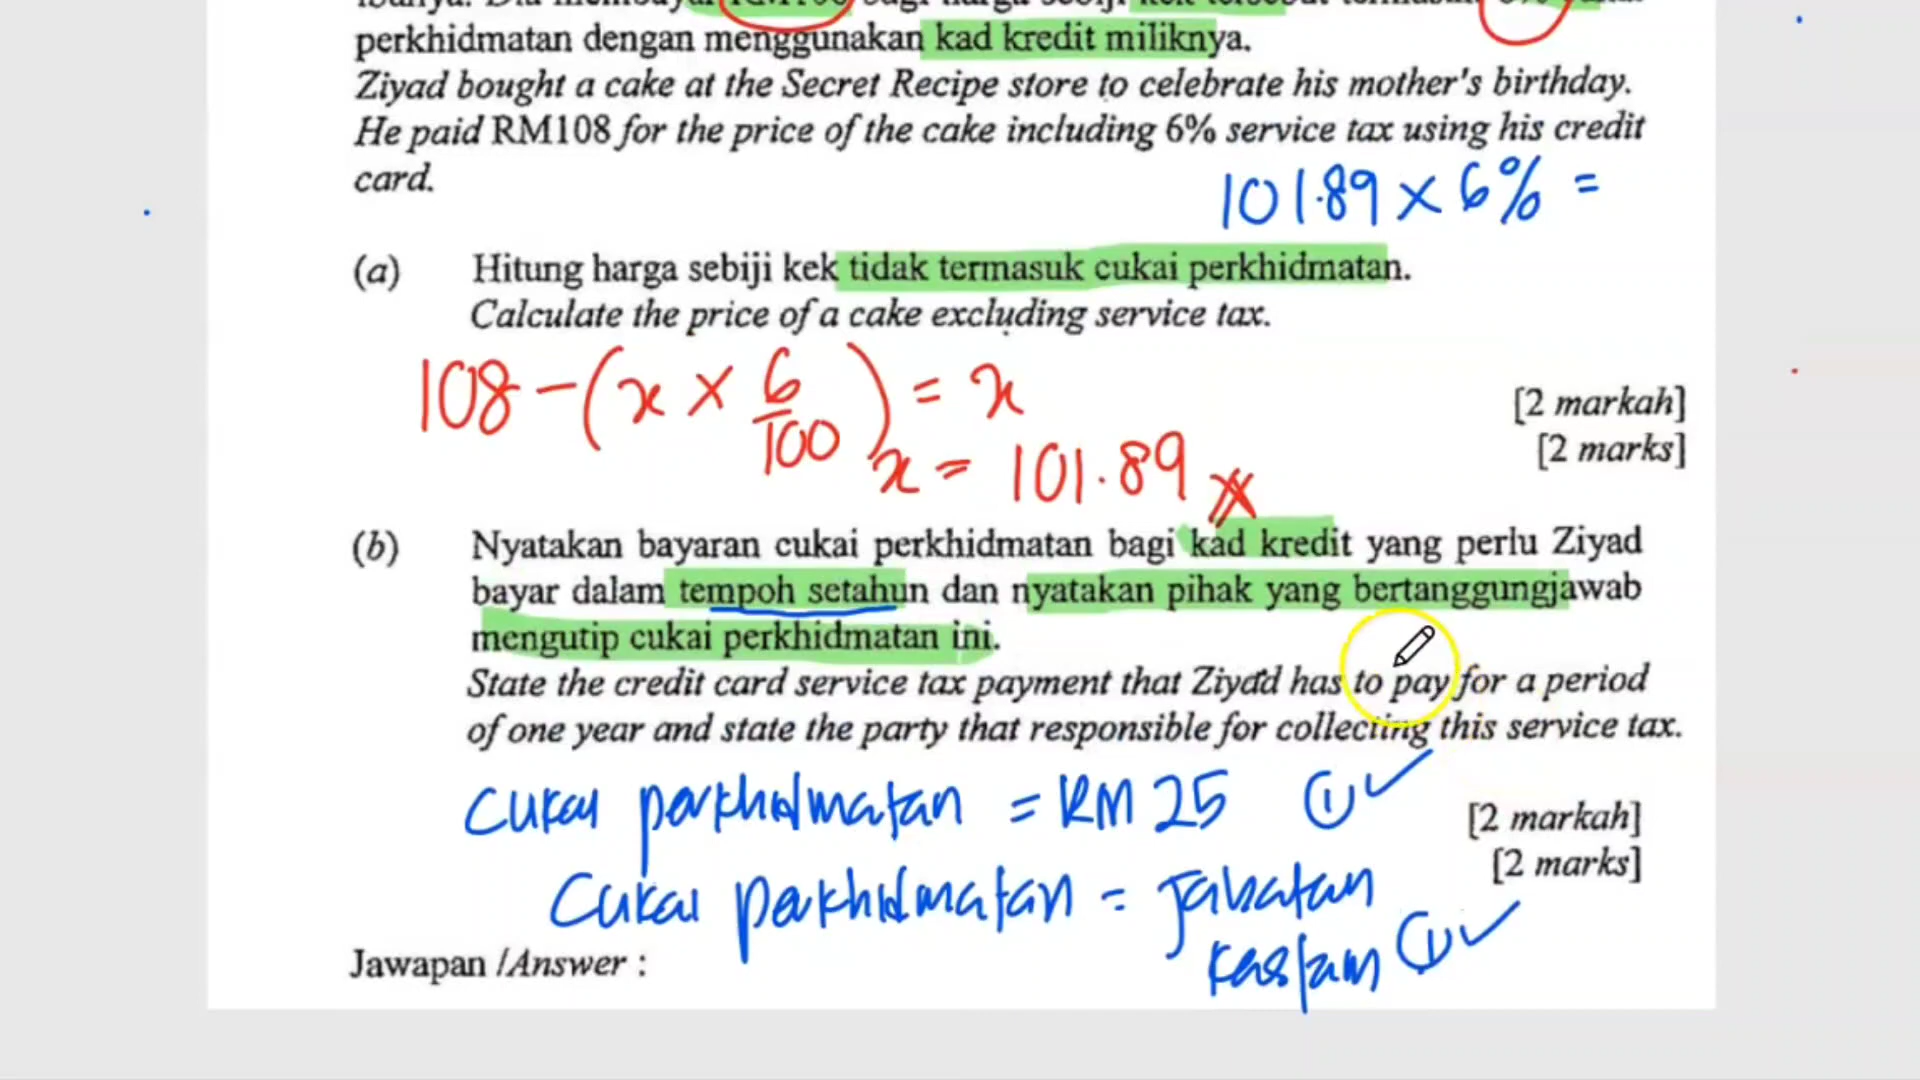 perkhidmatan dengan menggunakan kad kredit miliknya.
Ziyad bought a cake at the Secret Recipe store to celebrate his mother's birthday.
He paid RM108 for the price of the cake including 6% service tax using his credit
card.
101.89 × 6% =
(a) Hitung harga sebiji kek tidak termasuk cukai perkhidmatan.
Calculate the price of a cake excluding service tax.
108 - (x × 6/100) = x
[2 markah]
x = 101.89
[2 marks]
(b) Nyatakan bayaran cukai perkhidmatan bagi kad kredit yang perlu Ziyad
bayar dalam tempoh setahun dan nyatakan pihak yang bertanggungjawab
mengutip cukai perkhidmatan ini.
State the credit card service tax payment that Ziyad has to pay for a period
of one year and state the party that responsible for collecting this service tax.
Cukai perkhidmatan = RM 25 ① ✓
[2 markah]
[2 marks]
Cukai perkhidmatan = Jabatan
Kastam ① ✓
Jawapan /Answer :